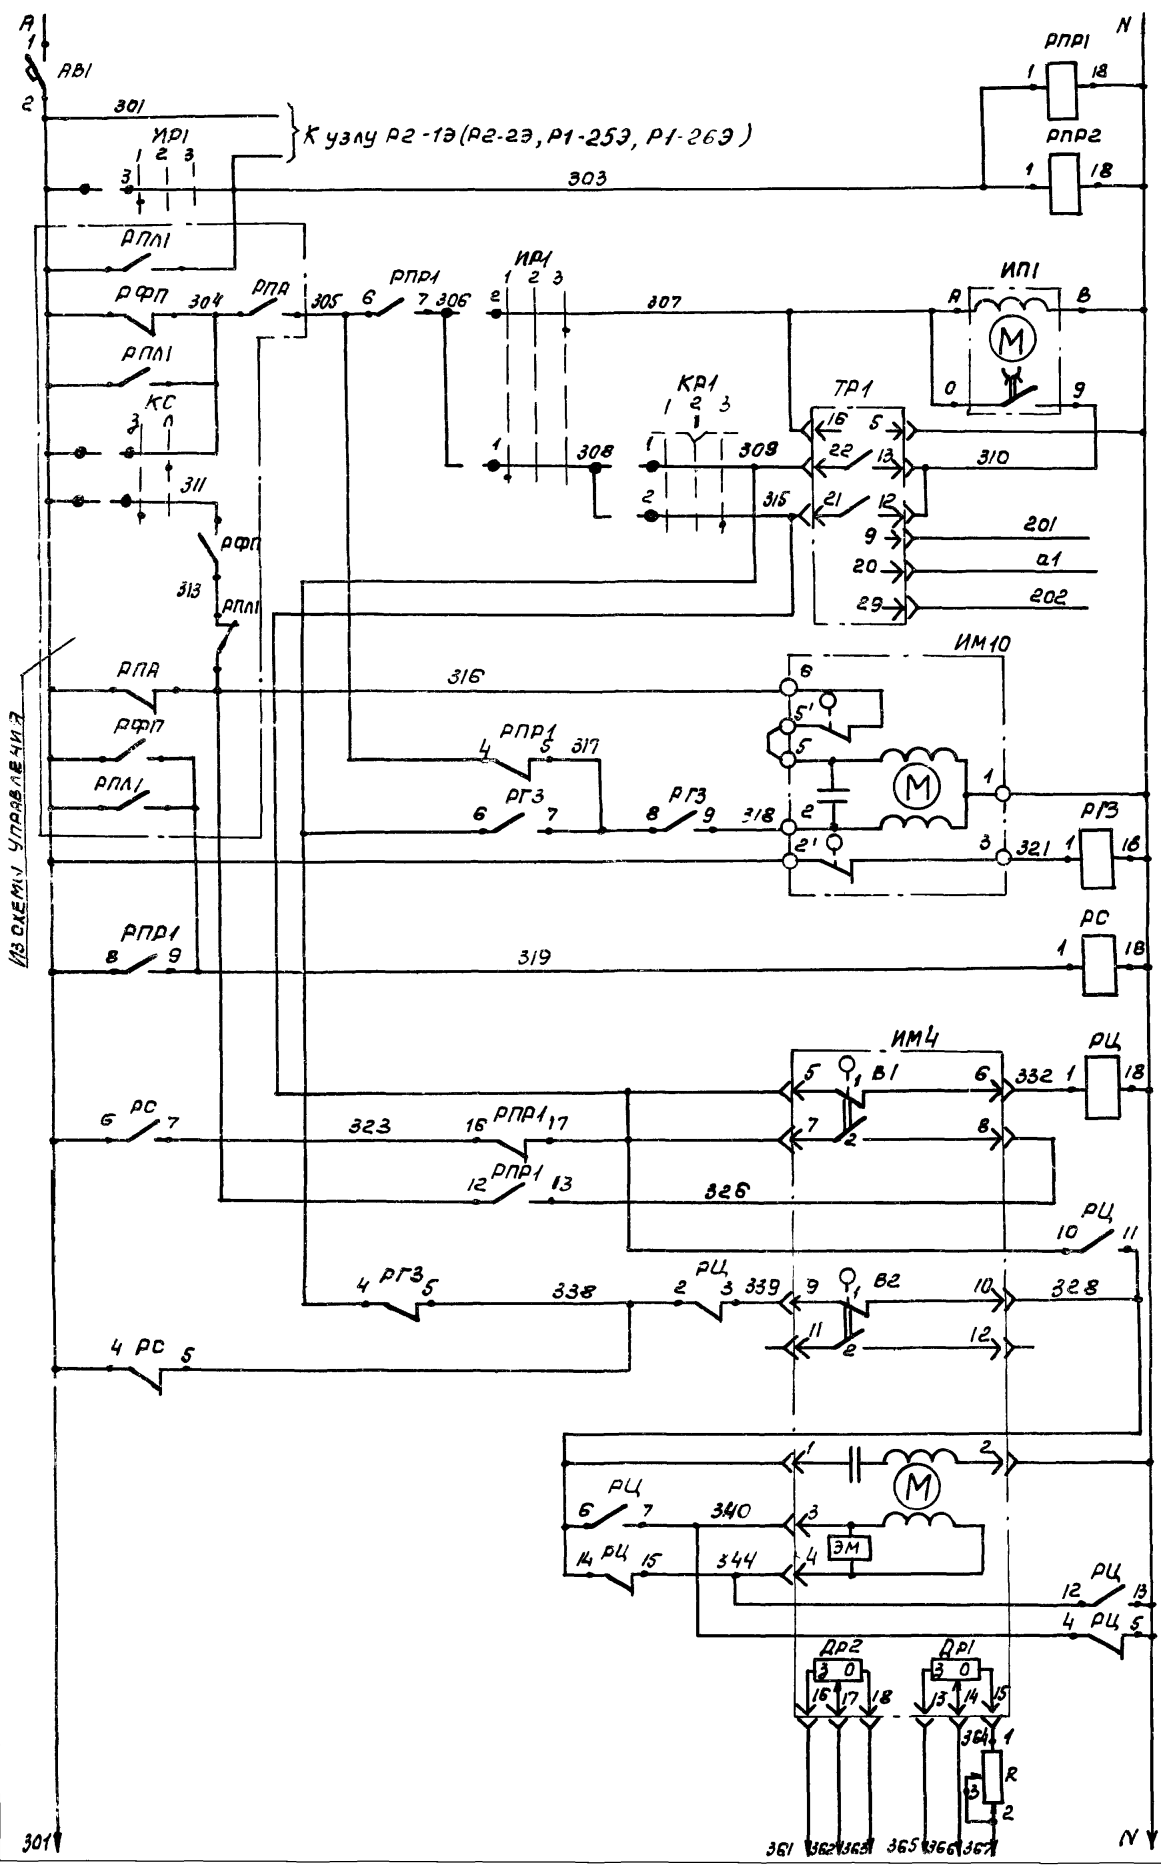 А N
1 РПР1
АВ1 1 18
2 301
К узлу Р2-1Э (Р2-2Э, Р1-25Э, Р1-26Э)
РПР2
ИР1
1 2 3
3 303 1 18
РПЛ1
ИР1 ИП1
1 2 3
РФП 304 РПА 305 6 РПР1 7 306 2 307 А В
М
РПЛ1
КР1 ТР1 0 9
1 2 3
КС
3 0
16 5
1 308 1 309 22 13 310
311 2 315 21 12
РФП 9 201
313 20 01
РПЛ1 29 202
ИЗ СХЕМЫ УПРАВЛЕНИЯ
ИМ10
РПА 316 6
5'
РФП 4 РПР1 5 317 5
М 1
РПЛ1 6 РГ3 7 8 РГ3 9 318 2
РГ3
2' 3 321 1 18
РС
РПР1
8 9 319 1 18
ИМ4 РЦ
5 1 В1 6 332 1 18
6 РС 7 323 16 РПР1 17 7 2 8
12 РПР1 13 326
10 РЦ 11
4 РГ3 5 338 2 РЦ 3 339 9 1 В2 10 328
11 2 12
4 РС 5
1 2
М
6 РЦ 7 340 3
ЭМ
14 РЦ 15 344 4
12 РЦ 13
4 РЦ 5
ДР2 ДР1
3 0 3 0
16 17 18 13 14 15
364 1
3 R
2
301 361 362 363 365 366 367 N